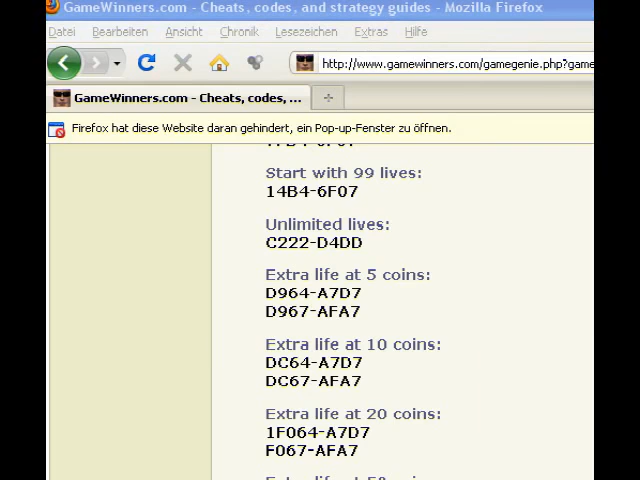 GameWinners.com - Cheats, codes, and strategy guides - Mozilla Firefox
Datei Bearbeiten Ansicht Chronik Lesezeichen Extras Hilfe
http://www.gamewinners.com/gamegenie.php?game
GameWinners.com - Cheats, codes, ...
Firefox hat diese Website daran gehindert, ein Pop-up-Fenster zu öffnen.
Start with 99 lives:
14B4-6F07
Unlimited lives:
C222-D4DD
Extra life at 5 coins:
D964-A7D7
D967-AFA7
Extra life at 10 coins:
DC64-A7D7
DC67-AFA7
Extra life at 20 coins:
1F064-A7D7
F067-AFA7